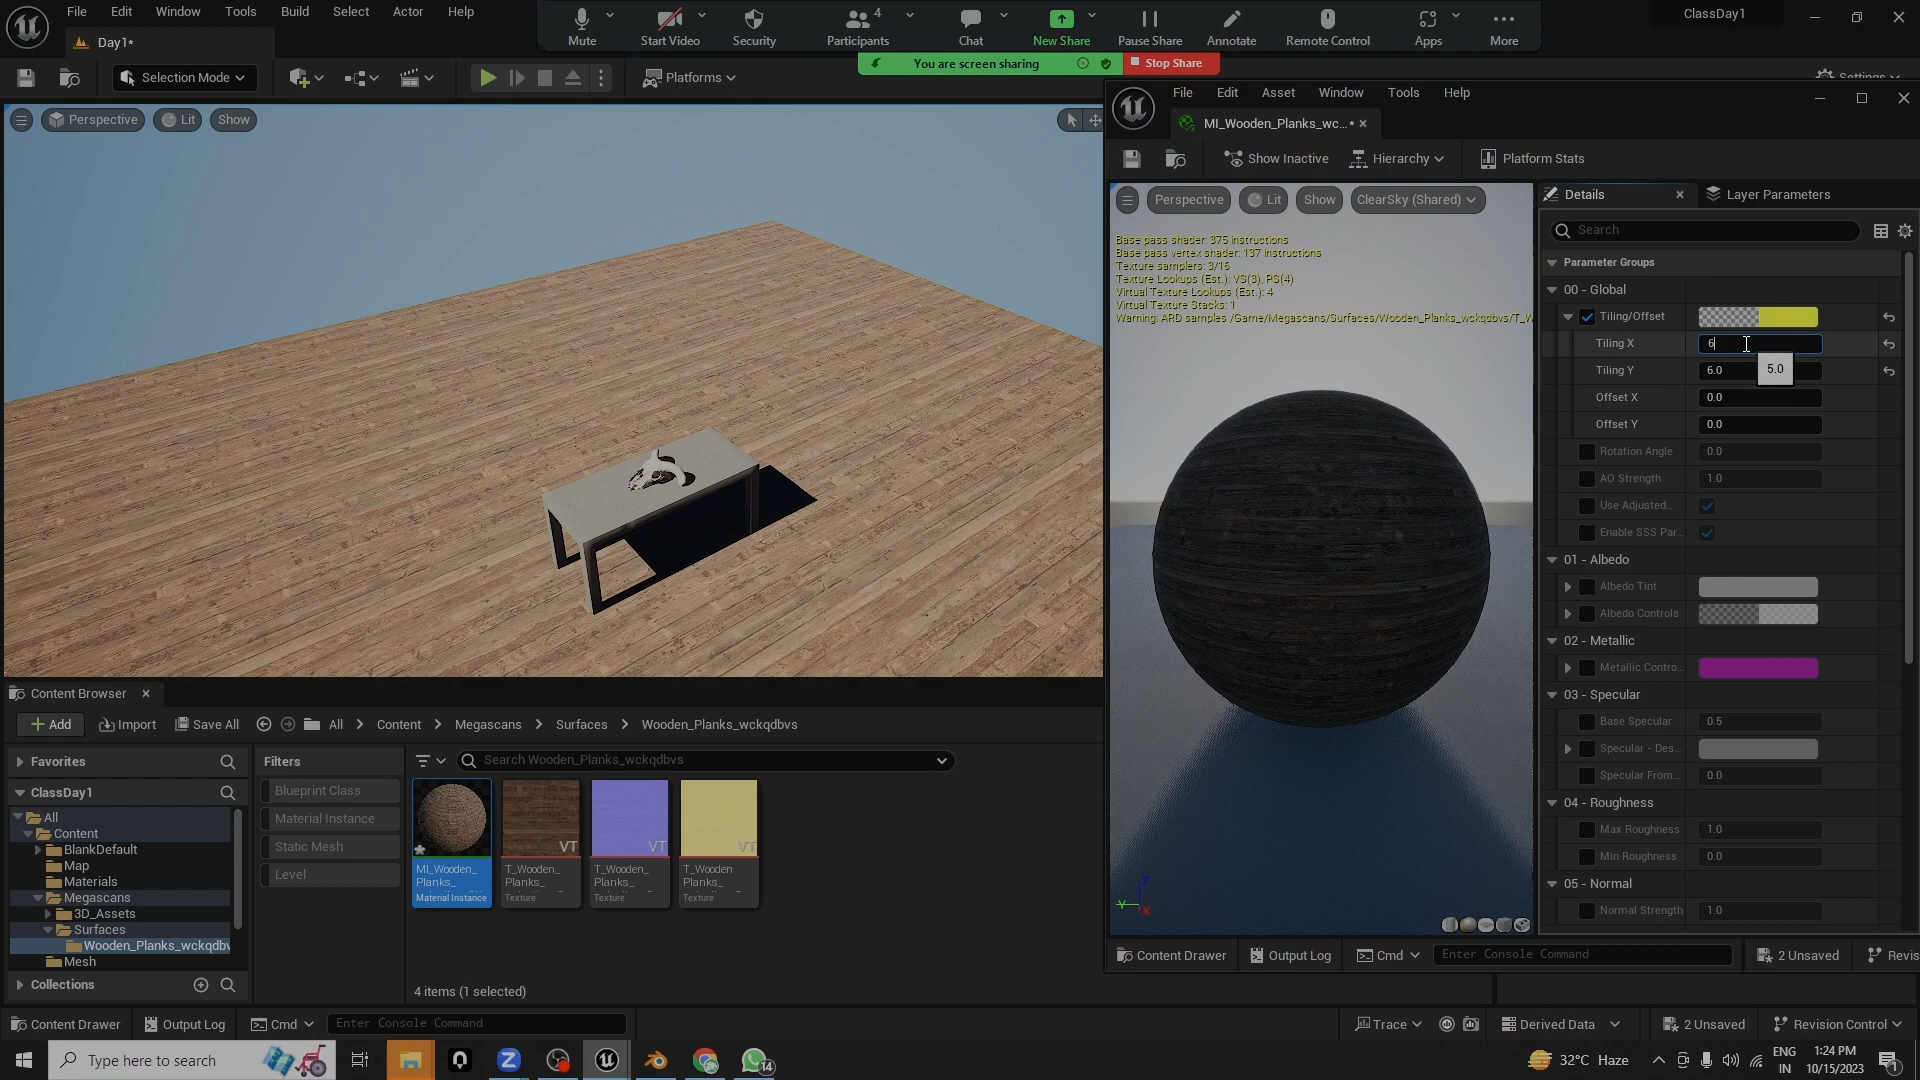 File Edit Window Tools Build Select Actor Help
Mute Start Video Security Participants 4 Chat New Share Pause Share Annotate Remote Control Apps More
ClassDay1
Day1*
You are screen sharing Stop Share
Selection Mode Platforms Settings
File Edit Asset Window Tools Help
Perspective Lit Show
MI_Wooden_Planks_wc...*
Show Inactive Hierarchy Platform Stats
Perspective Lit Show ClearSky (Shared)
Base pass shader: 375 instructions
Base pass vertex shader: 137 instructions
Texture samplers: 3/16
Texture Lookups (Est.): VS(3), PS(4)
Virtual Texture Lookups (Est.): 4
Virtual Texture Stacks: 1
Warning: ARD samples /Game/Megascans/Surfaces/Wooden_Planks_wckqdbvs/T_W
Z
Y
X
Details Layer Parameters
Search
Parameter Groups
00 - Global
Tiling/Offset
Tiling X 6
Tiling Y 6.0
5.0
Offset X 0.0
Offset Y 0.0
Rotation Angle 0.0
AO Strength 1.0
Use Adjusted...
Enable SSS Par...
01 - Albedo
Albedo Tint
Albedo Controls
02 - Metallic
Metallic Contro...
03 - Specular
Base Specular 0.5
Specular - Des...
Specular From... 0.0
04 - Roughness
Max Roughness 1.0
Min Roughness 0.0
05 - Normal
Normal Strength 1.0
Content Drawer Output Log Cmd Enter Console Command 2 Unsaved Revis
Content Browser
Add Import Save All All Content Megascans Surfaces Wooden_Planks_wckqdbvs
Favorites
ClassDay1
All
Content
BlankDefault
Map
Materials
Megascans
3D_Assets
Surfaces
Wooden_Planks_wckqdbv
Mesh
Collections
Filters
Blueprint Class
Material Instance
Static Mesh
Level
Search Wooden_Planks_wckqdbvs
VT VT VT
MI_Wooden_ T_Wooden_ T_Wooden_ T_Wooden
Planks_ Planks_ Planks_ Planks_
Material Instance Texture Texture Texture
4 items (1 selected)
Content Drawer Output Log Cmd Enter Console Command Trace Derived Data 2 Unsaved Revision Control
Type here to search
14
32°C Haze
ENG
IN
1:24 PM
10/15/2023
1